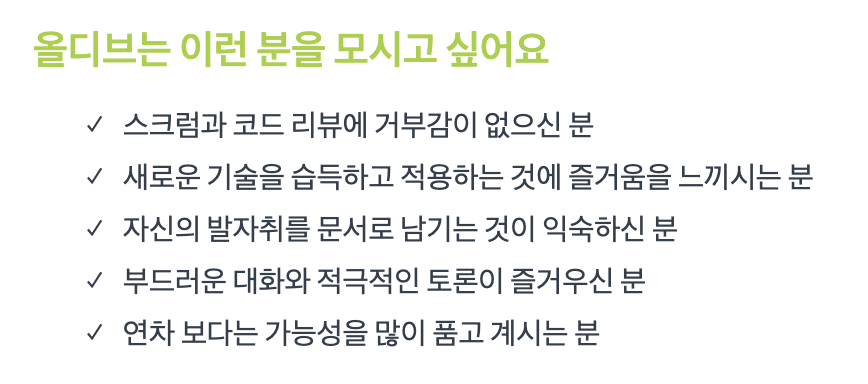 올디브는 이런 분을 모시고 싶어요
✓ 스크럼과 코드 리뷰에 거부감이 없으신 분
✓ 새로운 기술을 습득하고 적용하는 것에 즐거움을 느끼시는 분
✓ 자신의 발자취를 문서로 남기는 것이 익숙하신 분
✓ 부드러운 대화와 적극적인 토론이 즐거우신 분
✓ 연차 보다는 가능성을 많이 품고 계시는 분